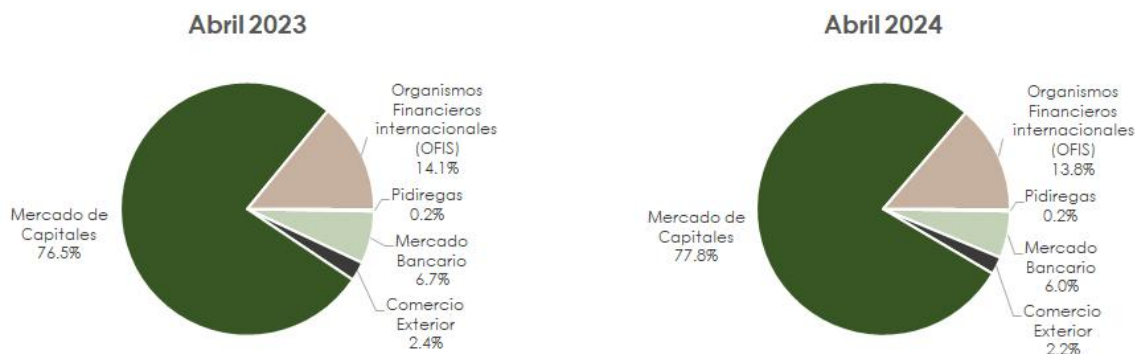 Abril 2023
Organismos
Financieros
internacionales
(OFIS)
14.1%
Pidiregas
0.2%
Mercado de
Capitales
76.5%
Mercado
Bancario
6.7%
Comercio
Exterior
2.4%
Abril 2024
Organismos
Financieros
internacionales
(OFIS)
13.8%
Pidiregas
0.2%
Mercado de
Capitales
77.8%
Mercado
Bancario
6.0%
Comercio
Exterior
2.2%